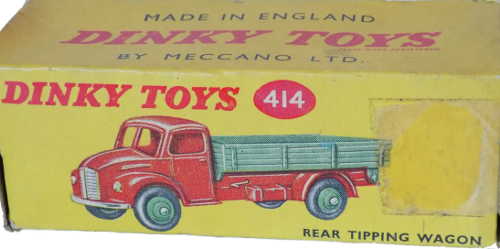 MADE IN ENGLAND
DINKY TOYS
BY MECCANO LTD.
DINKY TOYS 414
REAR TIPPING WAGON